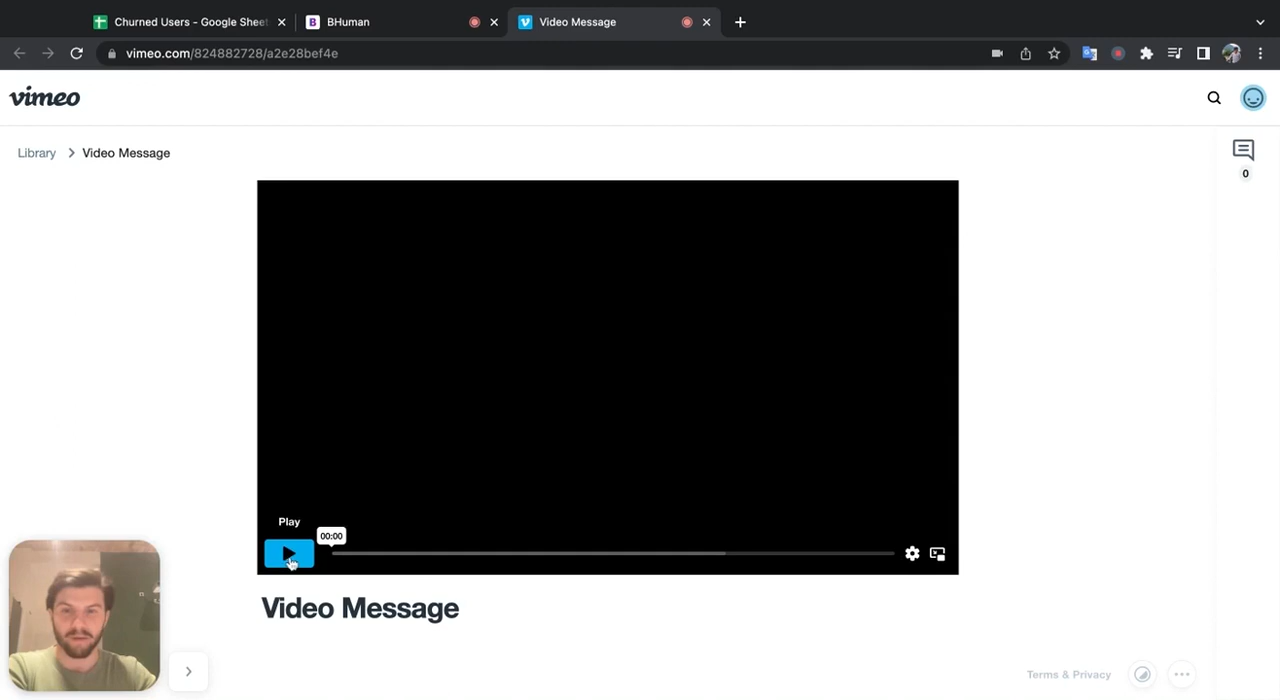 Churned Users - Google Sheet
B BHuman
Video Message
vimeo.com/824882728/a2e28bef4e
vimeo
Library
Video Message
0
Play
00:00
Video Message
Terms & Privacy